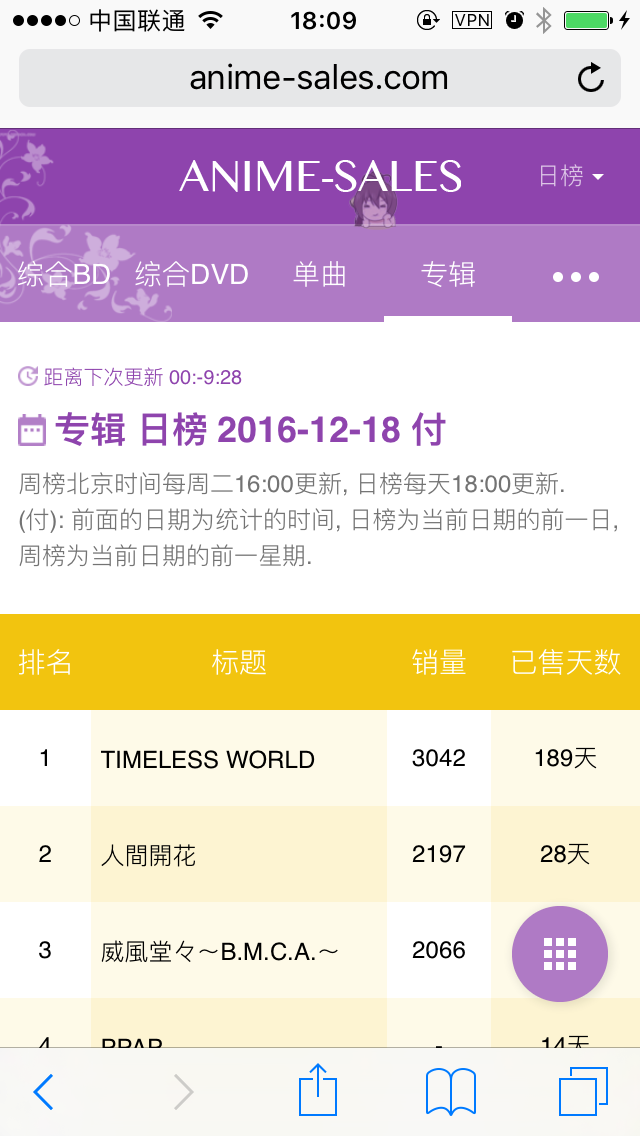 中国联通 18:09 VPN
anime-sales.com
ANIME-SALES 日榜
综合BD 综合DVD 单曲 专辑
距离下次更新 00:-9:28
专辑 日榜 2016-12-18 付
周榜北京时间每周二16:00更新, 日榜每天18:00更新.
(付): 前面的日期为统计的时间, 日榜为当前日期的前一日,
周榜为当前日期的前一星期.
排名 标题 销量 已售天数
1 TIMELESS WORLD 3042 189天
2 人間開花 2197 28天
3 威風堂々～B.M.C.A.～ 2066
4 PPAP - 14天